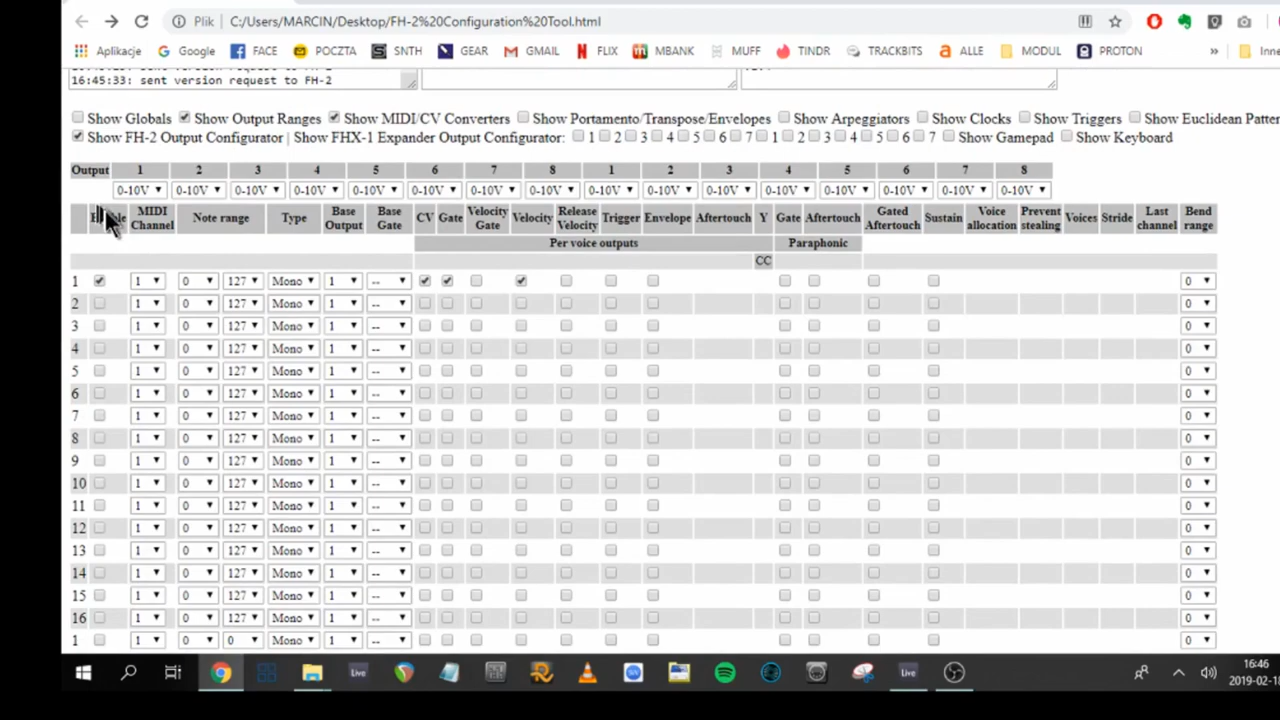 Plik | C:/Users/MARCIN/Desktop/FH-2%20Configuration%20Tool.html
Aplikacje Google FACE POCZTA SNTH GEAR GMAIL FLIX MBANK MUFF TINDR TRACKBITS ALLE MODUL PROTON » Inne
16:45:33: sent version request to FH-2
Show Globals Show Output Ranges Show MIDI/CV Converters Show Portamento/Transpose/Envelopes Show Arpeggiators Show Clocks Show Triggers Show Euclidean Patter
Show FH-2 Output Configurator | Show FHX-1 Expander Output Configurator: 1 2 3 4 5 6 7 1 2 3 4 5 6 7 Show Gamepad Show Keyboard
Output 1 2 3 4 5 6 7 8 1 2 3 4 5 6 7 8
0-10V 0-10V 0-10V 0-10V 0-10V 0-10V 0-10V 0-10V 0-10V 0-10V 0-10V 0-10V 0-10V 0-10V 0-10V 0-10V
MIDI Channel Note range Type Base Output Base Gate CV Gate Velocity Gate Velocity Release Velocity Trigger Envelope Aftertouch Y Gate Aftertouch Gated Aftertouch Sustain Voice allocation Prevent stealing Voices Stride Last channel Bend range
Per voice outputs Paraphonic
CC
1 1 0 127 Mono 1 -- 0
2 1 0 127 Mono 1 -- 0
3 1 0 127 Mono 1 -- 0
4 1 0 127 Mono 1 -- 0
5 1 0 127 Mono 1 -- 0
6 1 0 127 Mono 1 -- 0
7 1 0 127 Mono 1 -- 0
8 1 0 127 Mono 1 -- 0
9 1 0 127 Mono 1 -- 0
10 1 0 127 Mono 1 -- 0
11 1 0 127 Mono 1 -- 0
12 1 0 127 Mono 1 -- 0
13 1 0 127 Mono 1 -- 0
14 1 0 127 Mono 1 -- 0
15 1 0 127 Mono 1 -- 0
16 1 0 127 Mono 1 -- 0
1 1 0 0 Mono 1 -- 0
Live Live 16:46
2019-02-18